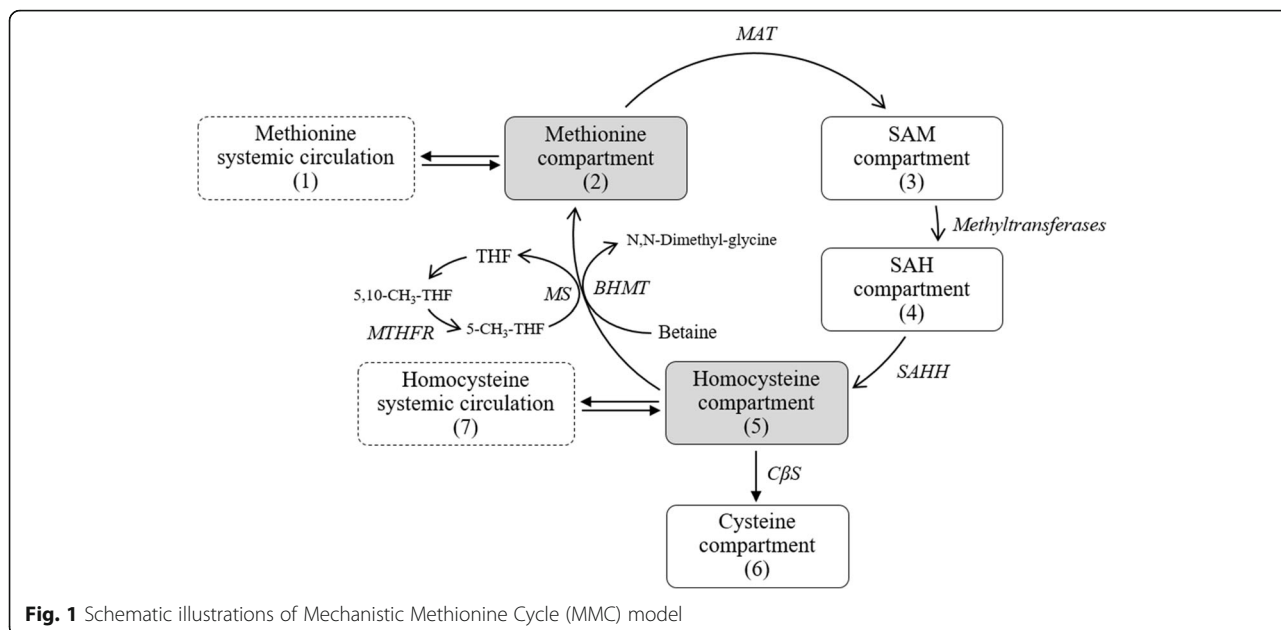 MAT
Methionine
systemic circulation
(1)
Methionine
compartment
(2)
SAM
compartment
(3)
Methyltransferases
N,N-Dimethyl-glycine
THF
SAH
compartment
(4)
5,10-CH₃-THF
MS
BHMT
MTHFR
5-CH₃-THF
Betaine
SAHH
Homocysteine
systemic circulation
(7)
Homocysteine
compartment
(5)
CβS
Cysteine
compartment
(6)
Fig. 1 Schematic illustrations of Mechanistic Methionine Cycle (MMC) model